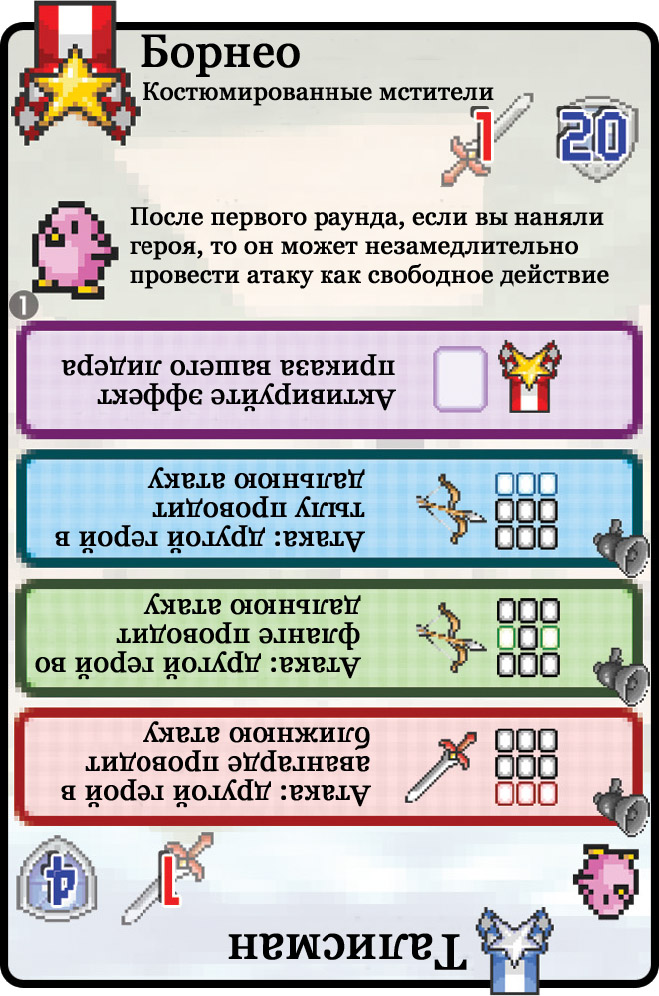 Борнео
Костюмированные мстители
1
20
После первого раунда, если вы наняли
героя, то он может незамедлительно
провести атаку как свободное действие
1
Талисман
1
4
Атака: другой герой в
авангарде проводит
ближнюю атаку
Атака: другой герой во
фланге проводит
дальнюю атаку
Атака: другой герой в
тылу проводит
дальнюю атаку
Активируйте эффект
приказа вашего лидера